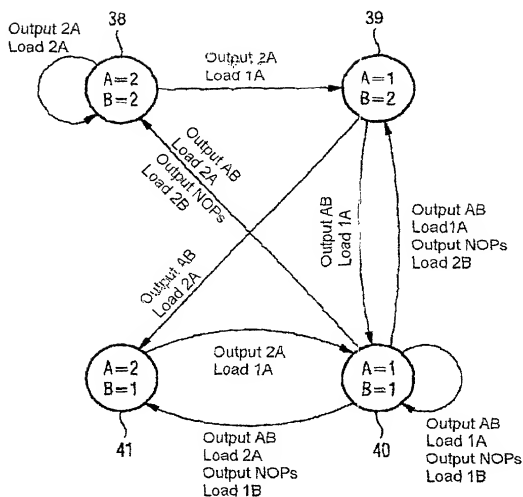 38
39
Output 2A
Load 2A
Output 2A
Load 1A
A=2
B=2
A=1
B=2
Output AB
Load 2A
Output NOPs
Load 2B
Output AB
Load 1A
Output AB
Load1A
Output NOPs
Load 2B
Output AB
Load 2A
Output 2A
Load 1A
A=2
B=1
A=1
B=1
41
Output AB
Load 2A
Output NOPs
Load 1B
40
Output AB
Load 1A
Output NOPs
Load 1B